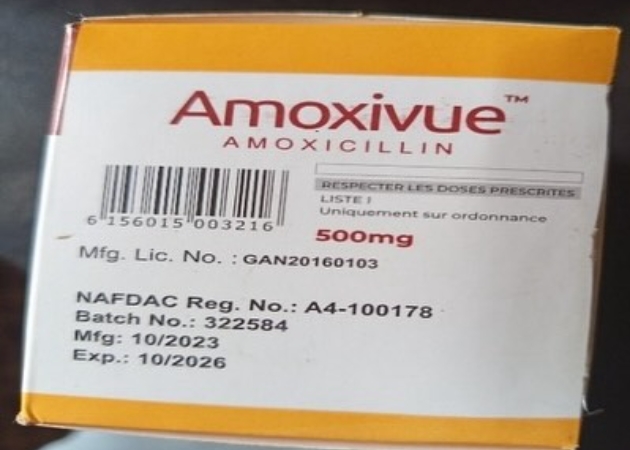 Amoxivue™
AMOXICILLIN
6 156015 003216
RESPECTER LES DOSES PRESCRITES
LISTE I
Uniquement sur ordonnance
500mg
Mfg. Lic. No. : GAN20160103
NAFDAC Reg. No.: A4-100178
Batch No.: 322584
Mfg: 10/2023
Exp.: 10/2026